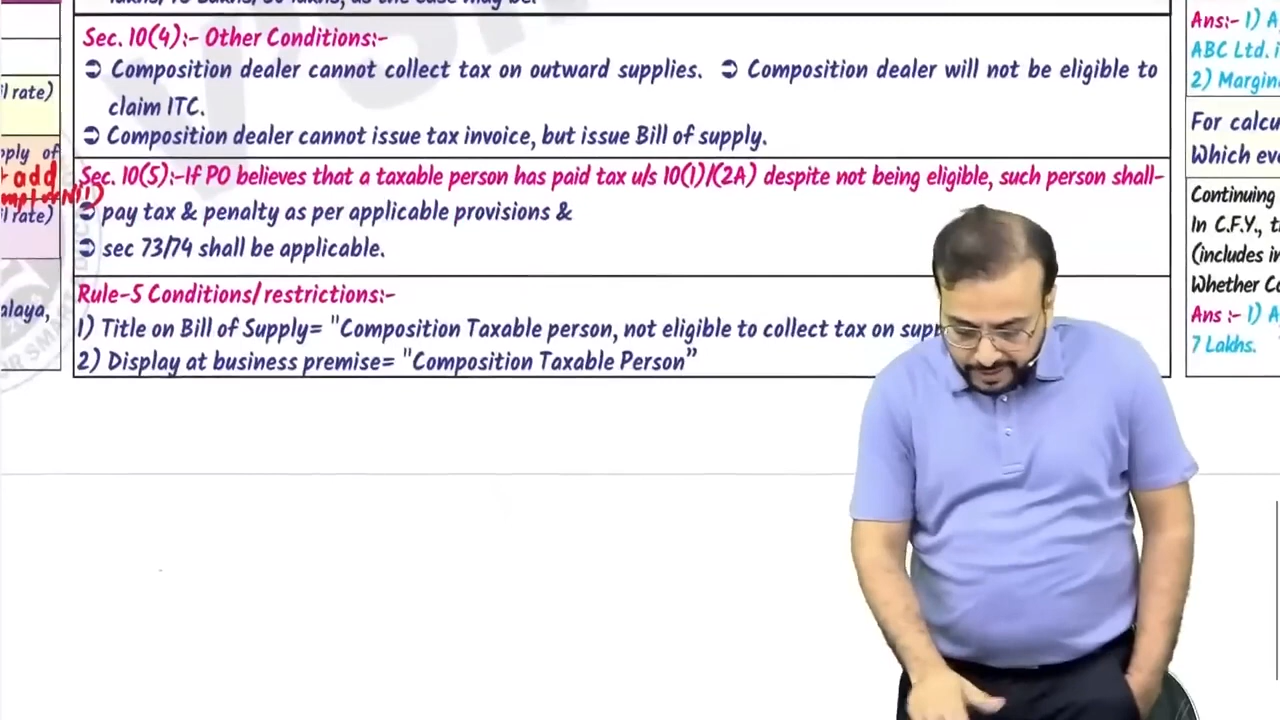 Sec. 10(4):- Other Conditions:-
⊃ Composition dealer cannot collect tax on outward supplies. ⊃ Composition dealer will not be eligible to
claim ITC.
⊃ Composition dealer cannot issue tax invoice, but issue Bill of supply.
Sec. 10(5):-If PO believes that a taxable person has paid tax u/s 10(1)/(2A) despite not being eligible, such person shall-
⊃ pay tax & penalty as per applicable provisions &
⊃ sec 73/74 shall be applicable.
Rule-5 Conditions/restrictions:-
1) Title on Bill of Supply= "Composition Taxable person, not eligible to collect tax on
2) Display at business premise= "Composition Taxable Person”
rate)
of
+ add
rate)
alaya,
Ans:- 1)
ABC Ltd.
2)
For
Which
Continuing
In C.F.Y.,
(includes
Whether
Ans :- 1)
7 Lakhs.